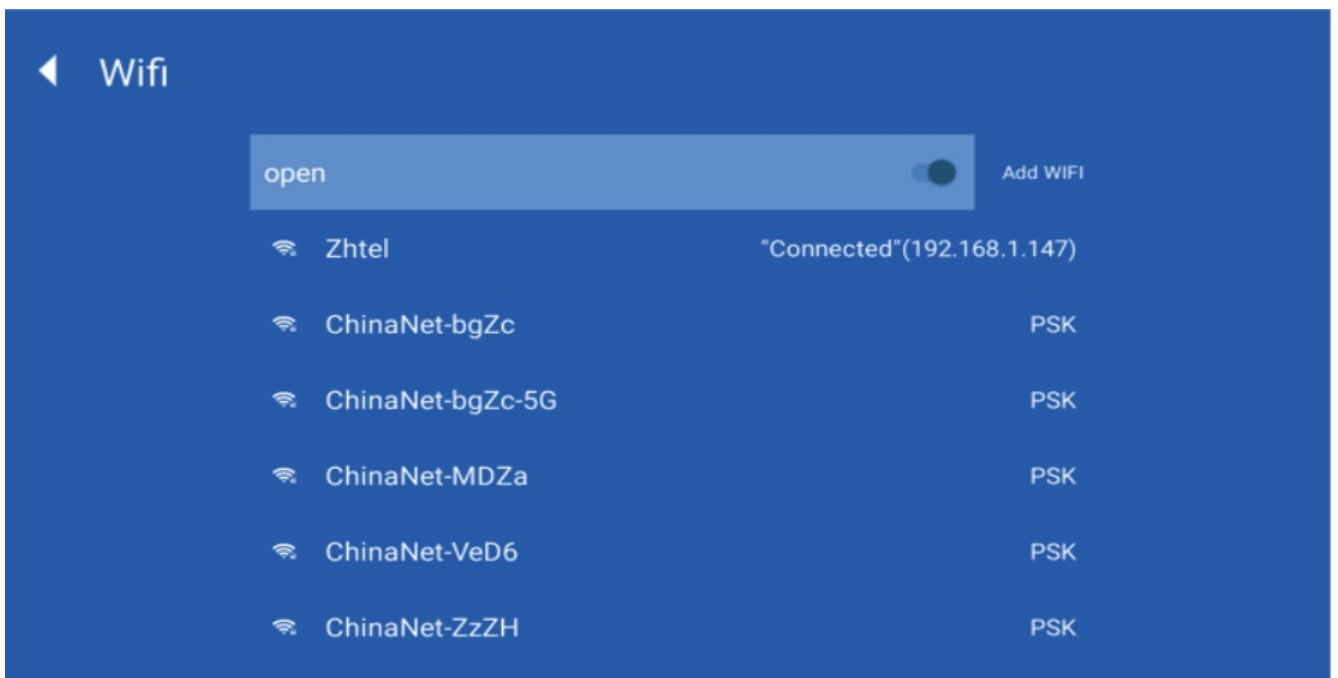 Wifi
open Add WIFI
Zhtel "Connected"(192.168.1.147)
ChinaNet-bgZc PSK
ChinaNet-bgZc-5G PSK
ChinaNet-MDZa PSK
ChinaNet-VeD6 PSK
ChinaNet-ZzZH PSK